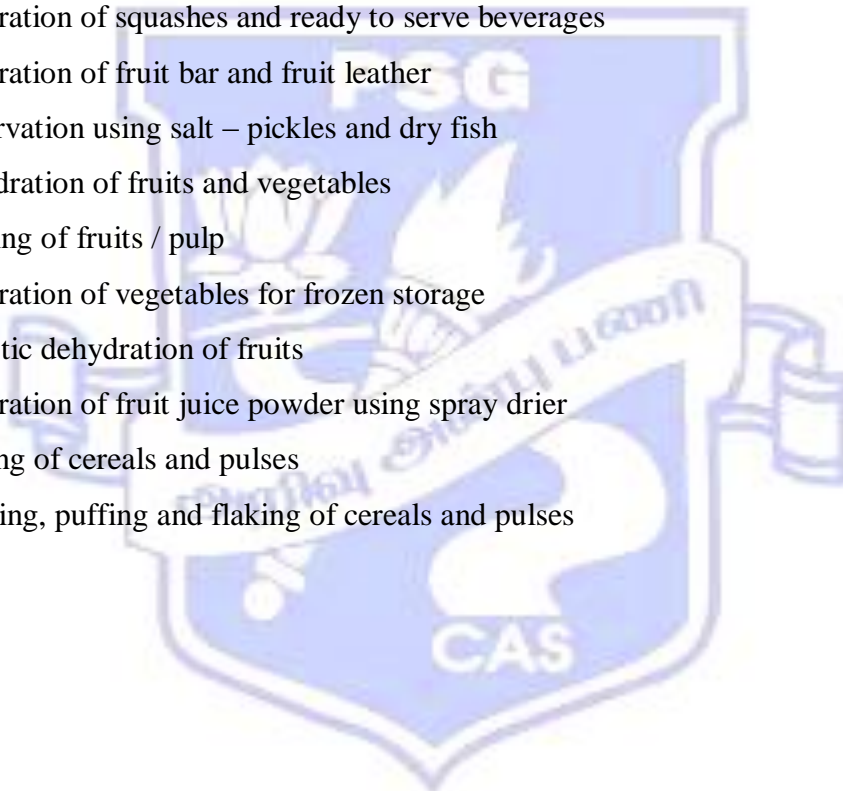 ration of squashes and ready to serve beverages
ration of fruit bar and fruit leather
rvation using salt – pickles and dry fish
dration of fruits and vegetables
ing of fruits / pulp
ration of vegetables for frozen storage
tic dehydration of fruits
ration of fruit juice powder using spray drier
ng of cereals and pulses
ing, puffing and flaking of cereals and pulses
PSG
அன்பு பணி
CAS